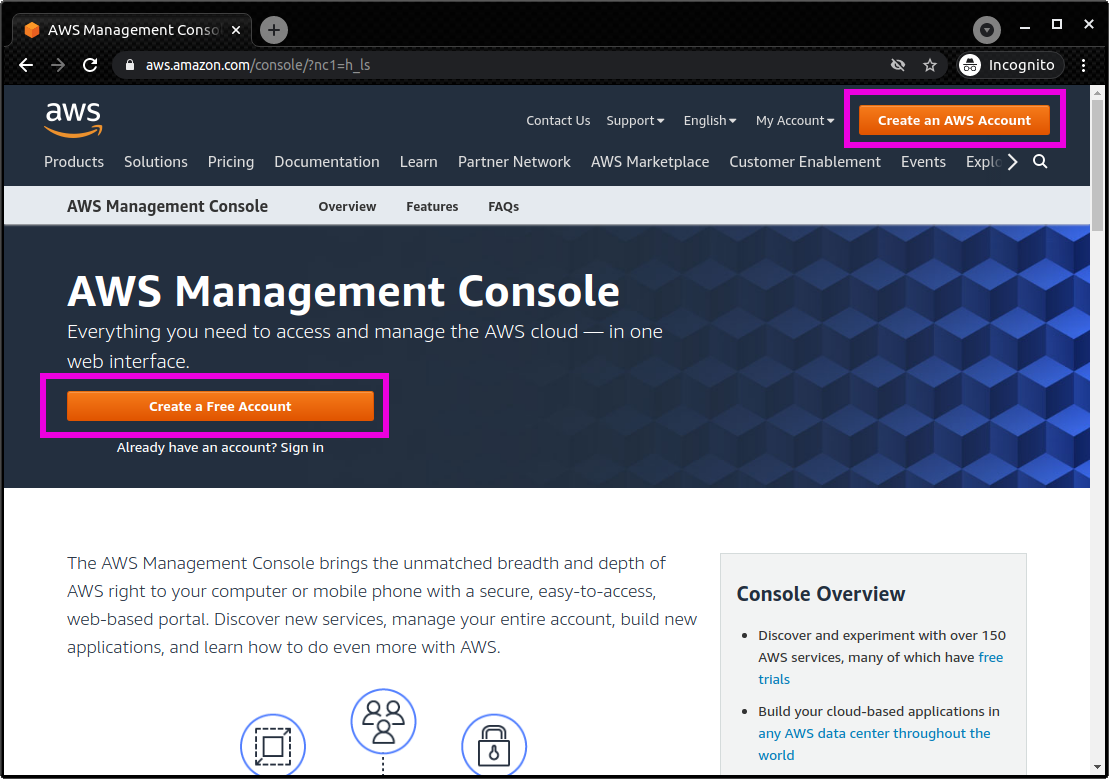 AWS Management Conso
aws.amazon.com/console/?nc1=h_ls
Incognito
aws
Contact Us Support English My Account Create an AWS Account
Products Solutions Pricing Documentation Learn Partner Network AWS Marketplace Customer Enablement Events Explo
AWS Management Console Overview Features FAQs
AWS Management Console
Everything you need to access and manage the AWS cloud — in one
web interface.
Create a Free Account
Already have an account? Sign in
The AWS Management Console brings the unmatched breadth and depth of
AWS right to your computer or mobile phone with a secure, easy-to-access,
web-based portal. Discover new services, manage your entire account, build new
applications, and learn how to do even more with AWS.
Console Overview
Discover and experiment with over 150
AWS services, many of which have free
trials
Build your cloud-based applications in
any AWS data center throughout the
world